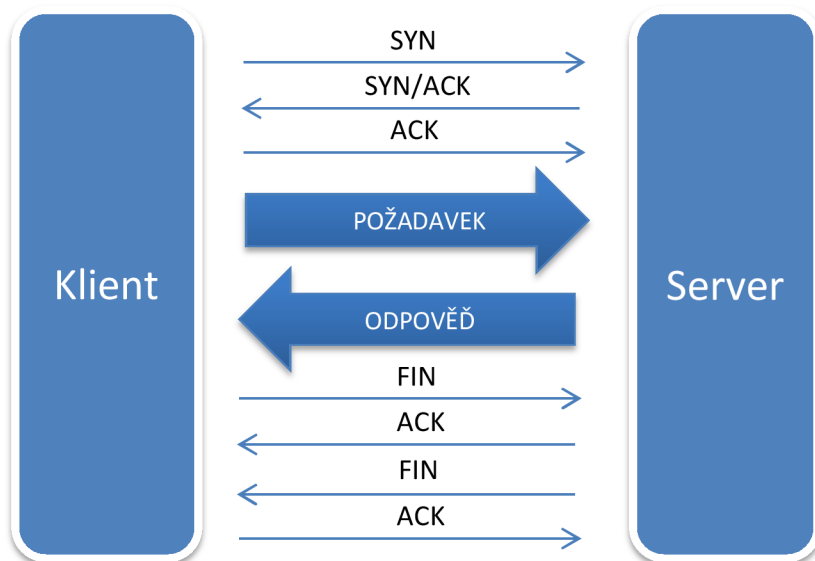 SYN
SYN/ACK
ACK
POŽADAVEK
Klient
Server
ODPOVĚĎ
FIN
ACK
FIN
ACK